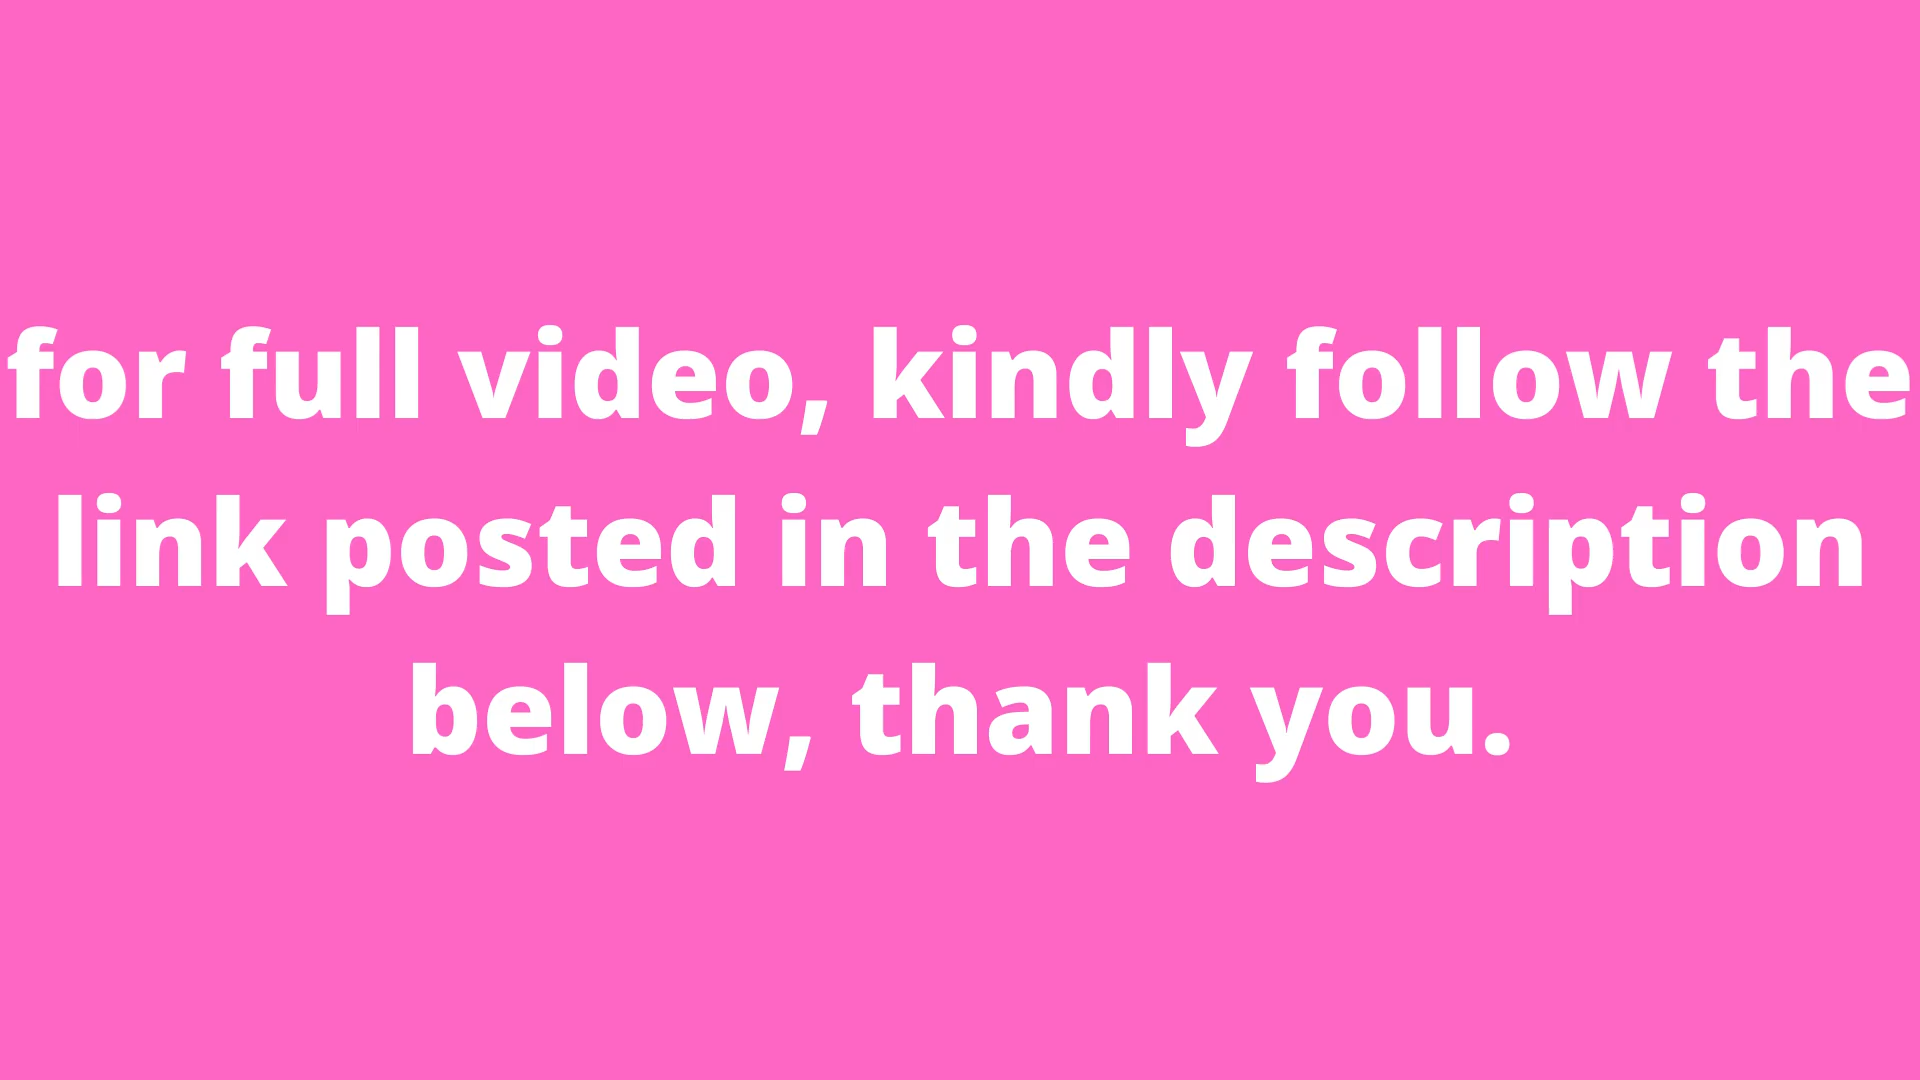 for full video, kindly follow the
link posted in the description
below, thank you.